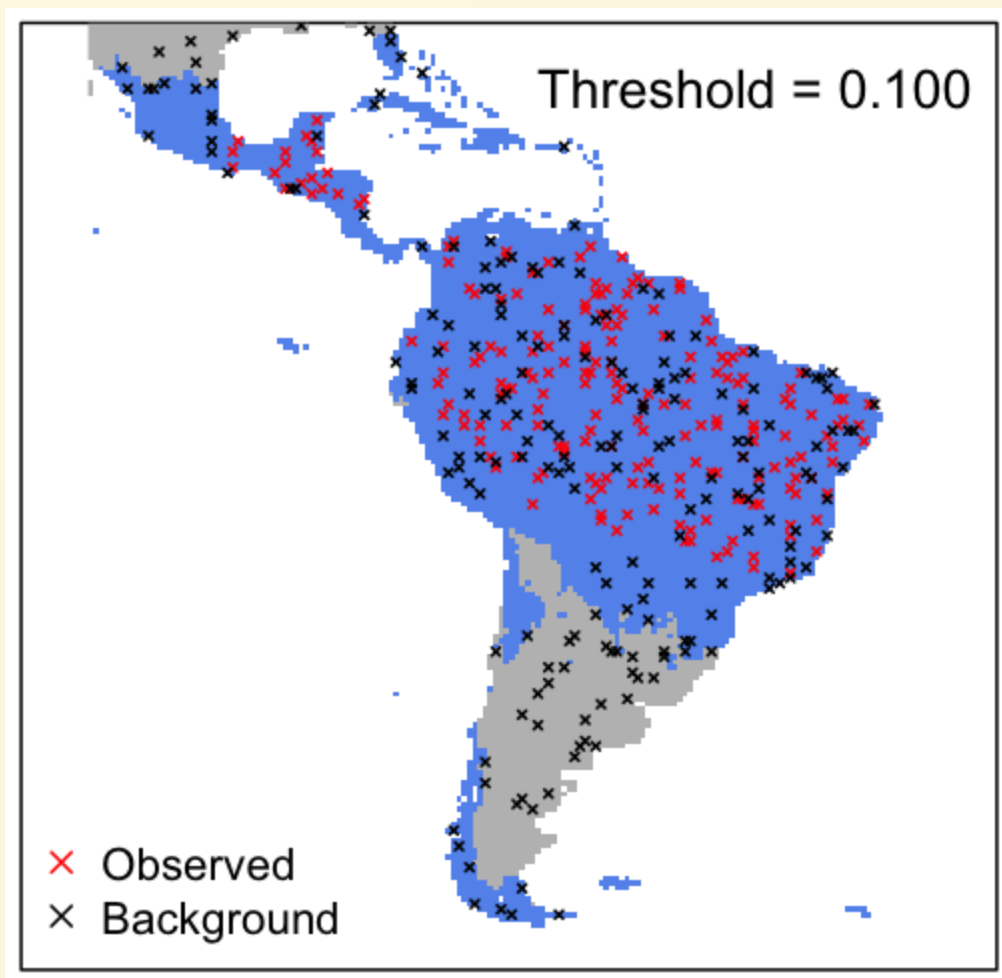 Threshold = 0.100
Observed
Background